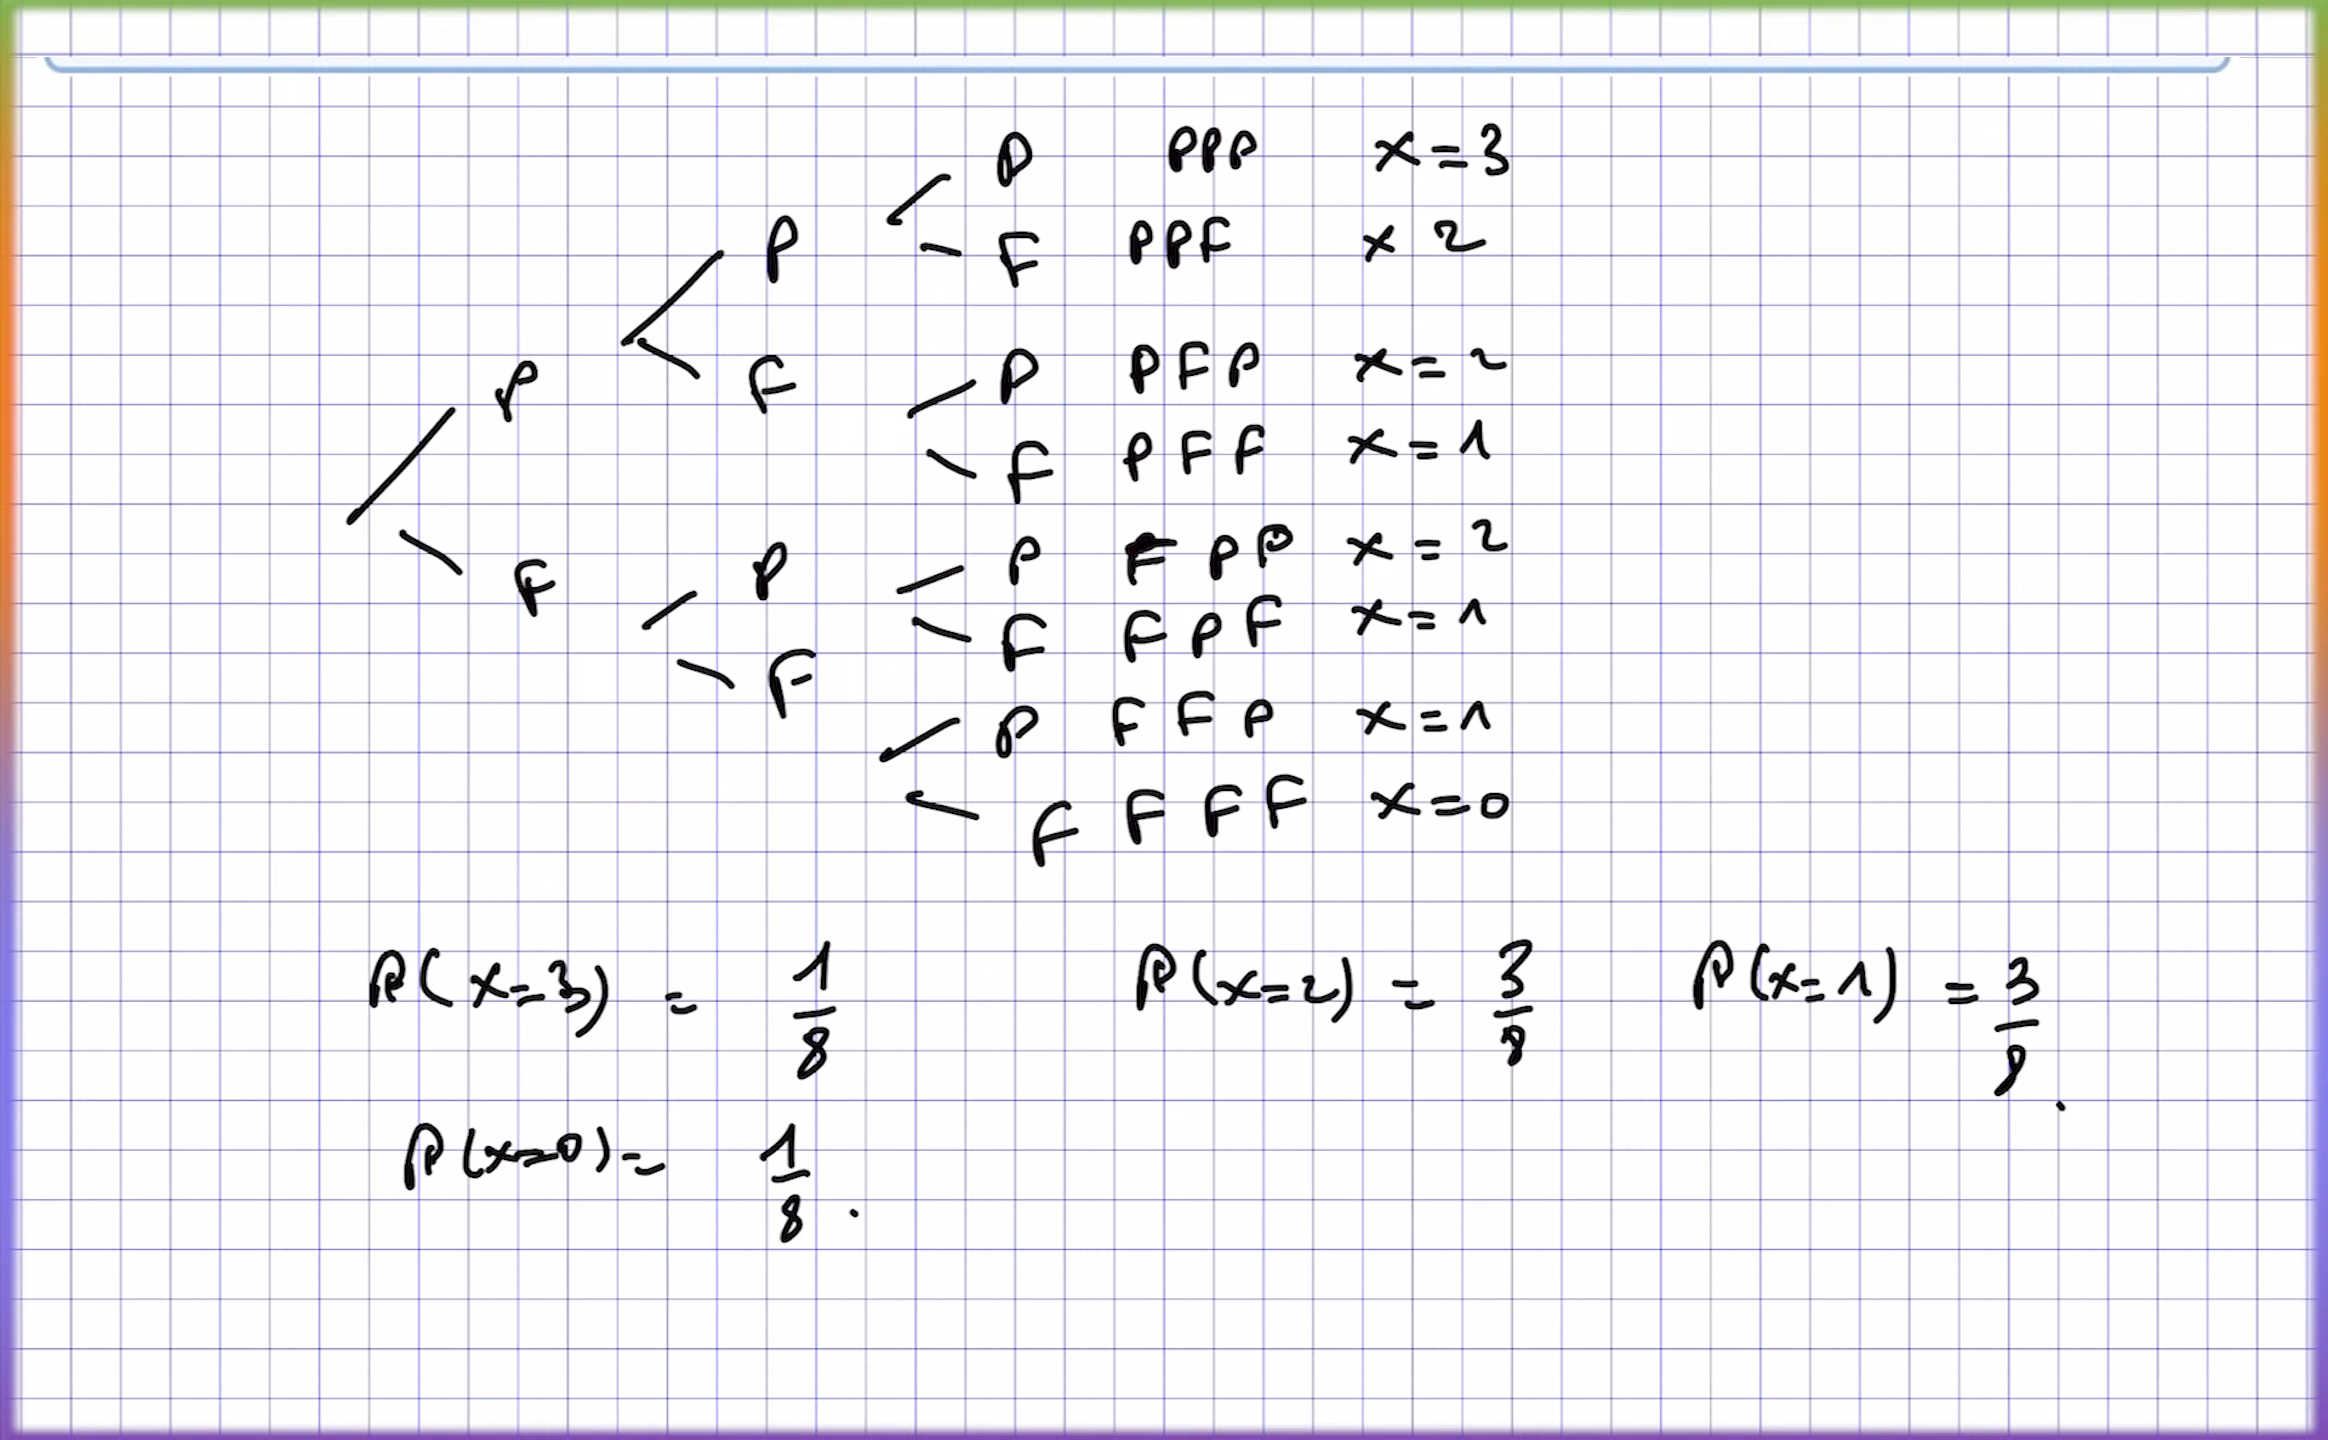 P PPP x=3
P F PPF x 2
P F P PFP x=2
F PFF x=1
F P P FPP x=2
F FPF x=1
F P FFP x=1
F FFF x=0
P(x=3) = 1/8 P(x=2) = 3/8 P(x=1) = 3/8.
P(x=0) = 1/8.